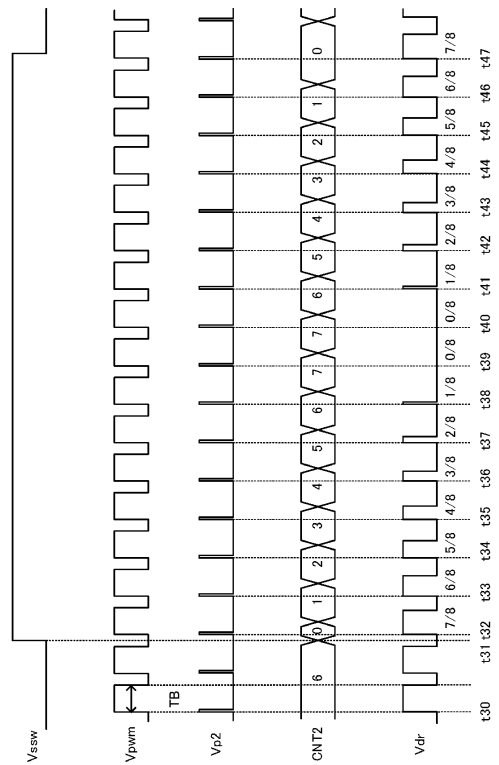 Vssw
Vpwm
TB
Vp2
CNT2 6 0 1 2 3 4 5 6 7 7 6 5 4 3 2 1 0
Vdr
7/8 6/8 5/8 4/8 3/8 2/8 1/8 0/8 0/8 1/8 2/8 3/8 4/8 5/8 6/8 7/8
t30 t31 t32 t33 t34 t35 t36 t37 t38 t39 t40 t41 t42 t43 t44 t45 t46 t47